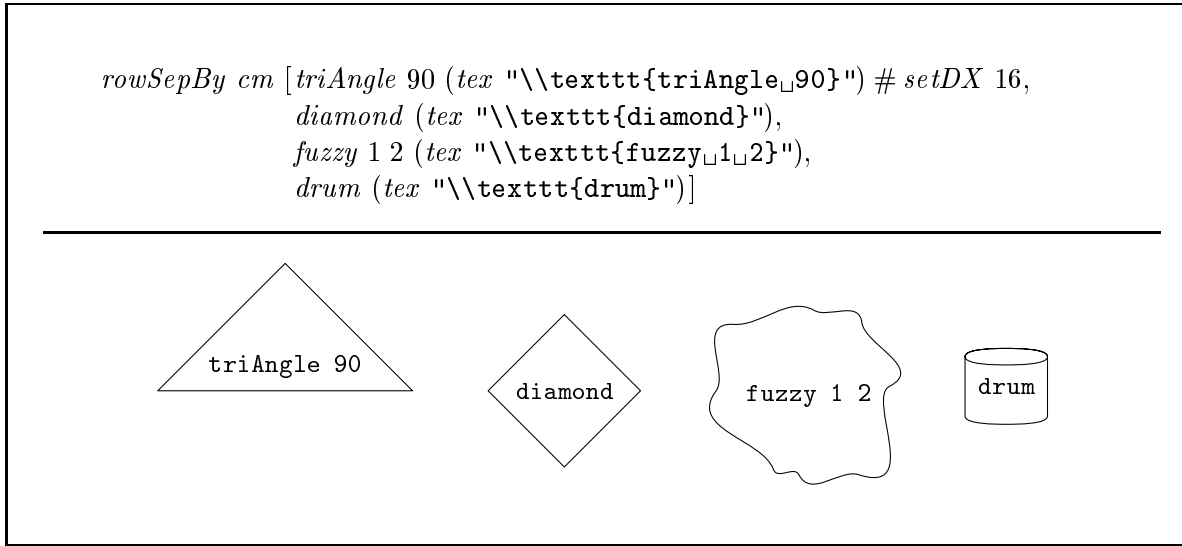 rowSepBy cm [triAngle 90 (tex "\\texttt{triAngle␣90}") # setDX 16,
diamond (tex "\\texttt{diamond}"),
fuzzy 1 2 (tex "\\texttt{fuzzy␣1␣2}"),
drum (tex "\\texttt{drum}")]
triAngle 90
diamond
fuzzy 1 2
drum